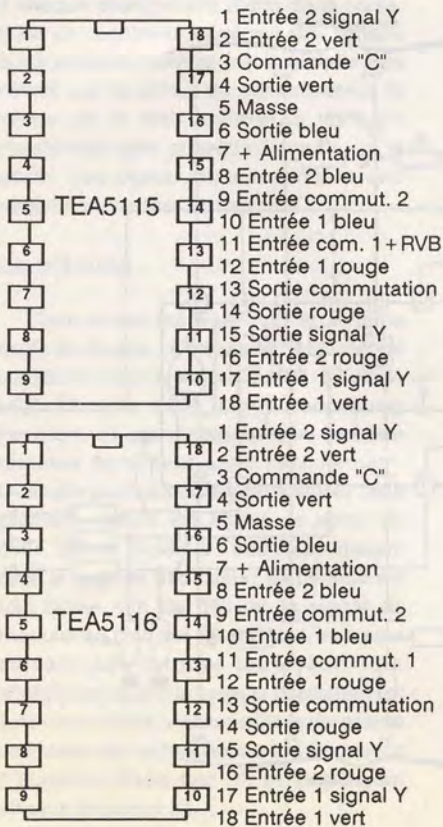 1 Entrée 2 signal Y
2 Entrée 2 vert
3 Commande "C"
4 Sortie vert
5 Masse
6 Sortie bleu
7 + Alimentation
8 Entrée 2 bleu
9 Entrée commut. 2
10 Entrée 1 bleu
11 Entrée com. 1+RVB
12 Entrée 1 rouge
13 Sortie commutation
14 Sortie rouge
15 Sortie signal Y
16 Entrée 2 rouge
17 Entrée 1 signal Y
18 Entrée 1 vert
1 18
2 17
3 16
4 15
5 TEA5115 14
6 13
7 12
8 11
9 10
1 Entrée 2 signal Y
2 Entrée 2 vert
3 Commande "C"
4 Sortie vert
5 Masse
6 Sortie bleu
7 + Alimentation
8 Entrée 2 bleu
9 Entrée commut. 2
10 Entrée 1 bleu
11 Entrée commut. 1
12 Entrée 1 rouge
13 Sortie commutation
14 Sortie rouge
15 Sortie signal Y
16 Entrée 2 rouge
17 Entrée 1 signal Y
18 Entrée 1 vert
1 18
2 17
3 16
4 15
5 TEA5116 14
6 13
7 12
8 11
9 10